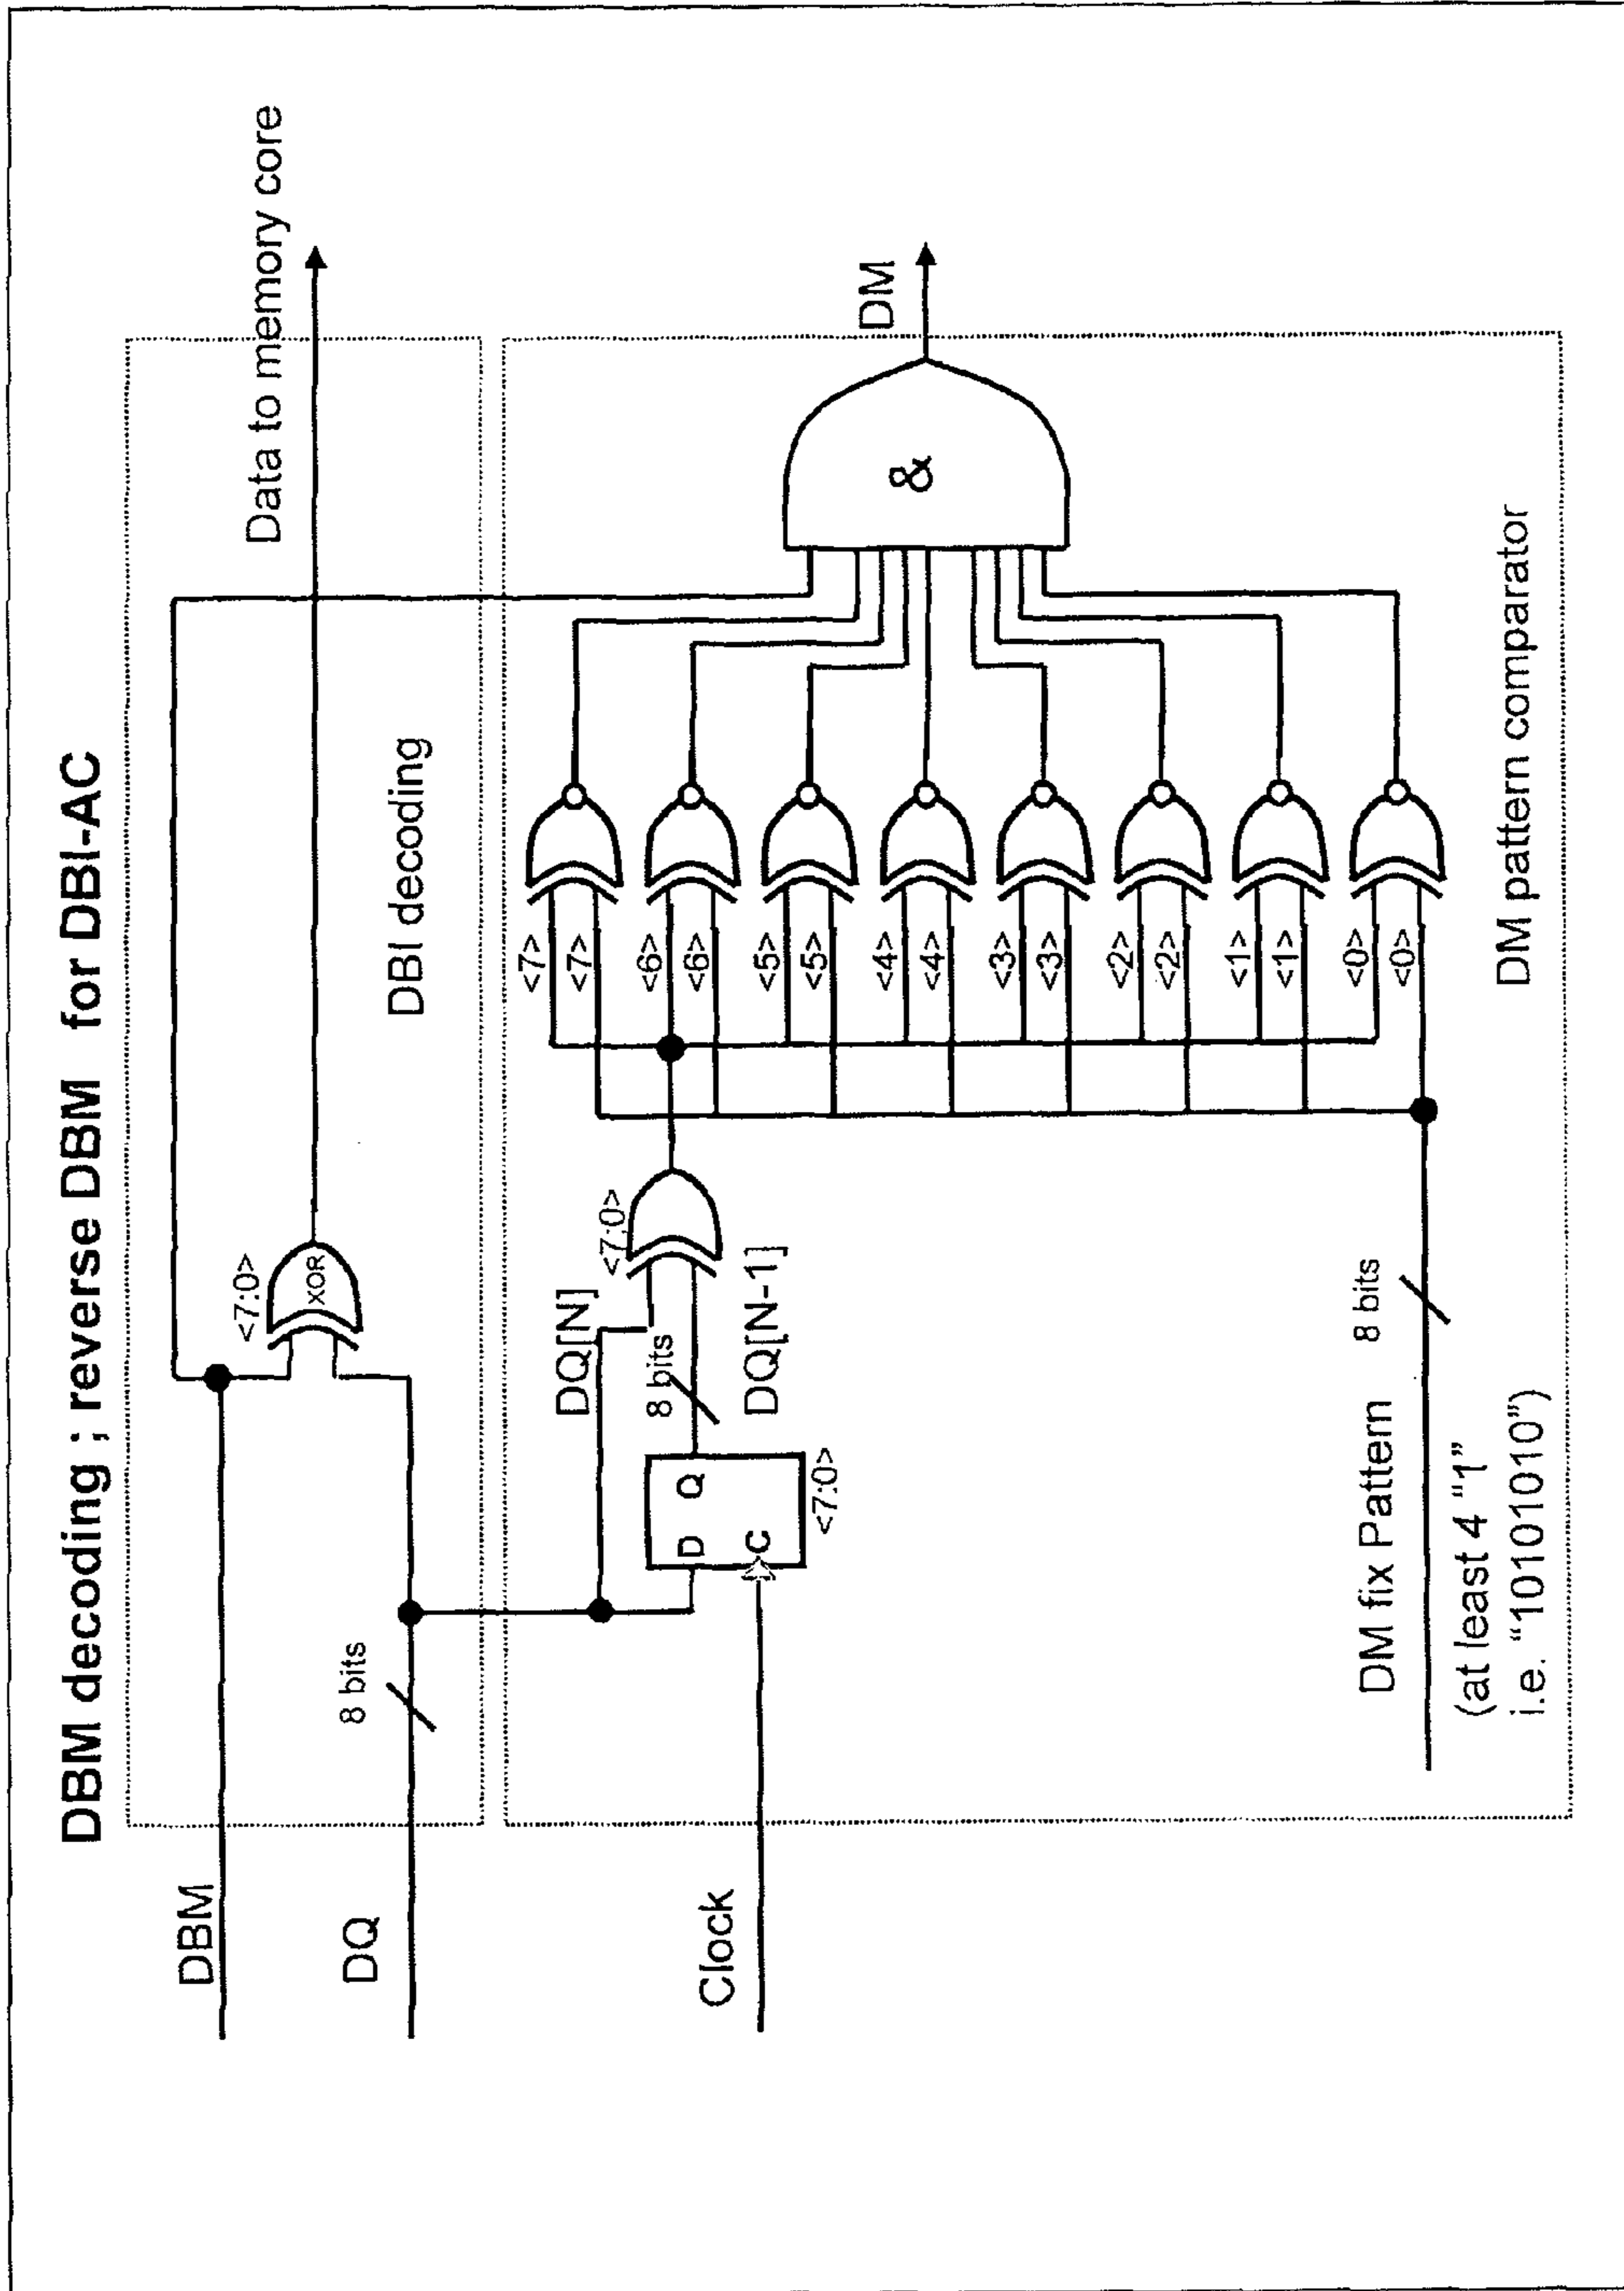 DBM decoding ; reverse DBM for DBI-AC
DBM
DQ
8 bits
<7:0>
XOR
Data to memory core
DBI decoding
Clock
D Q
C
<7:0>
DQ[N]
8 bits
DQ[N-1]
<7:0>
<7>
<7>
<6>
<6>
<5>
<5>
<4>
<4>
<3>
<3>
<2>
<2>
<1>
<1>
<0>
<0>
&
DM
DM fix Pattern 8 bits
(at least 4 "1"
i.e. "10101010")
DM pattern comparator